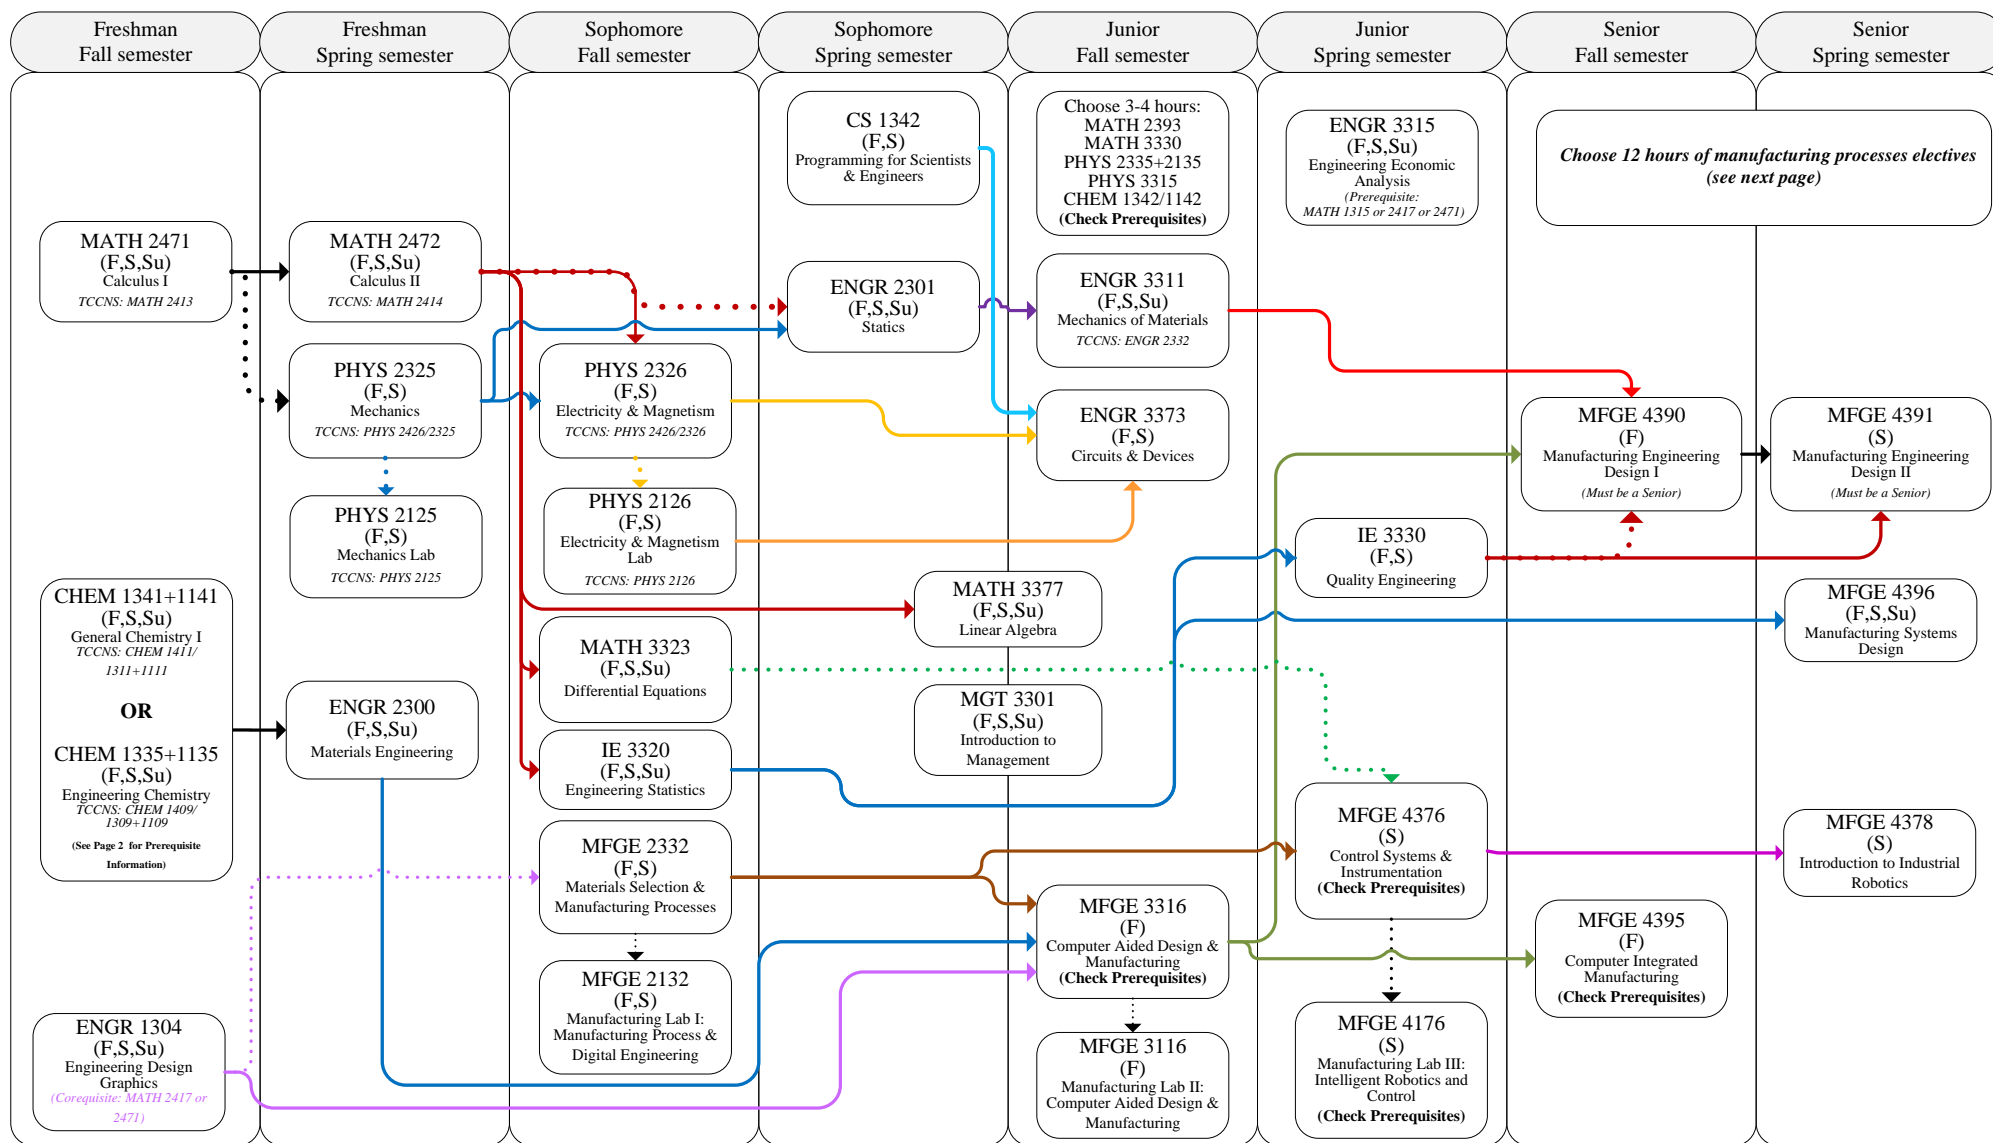 Freshman
Fall semester
Freshman
Spring semester
Sophomore
Fall semester
Sophomore
Spring semester
Junior
Fall semester
Junior
Spring semester
Senior
Fall semester
Senior
Spring semester
MATH 2471
(F,S,Su)
Calculus I
TCCNS: MATH 2413
CHEM 1341+1141
(F,S,Su)
General Chemistry I
TCCNS: CHEM 1411/
1311+1111
OR
CHEM 1335+1135
(F,S,Su)
Engineering Chemistry
TCCNS: CHEM 1409/
1309+1109
(See Page 2 for Prerequisite
Information)
ENGR 1304
(F,S,Su)
Engineering Design
Graphics
(Corequisite: MATH 2417 or
2471)
MATH 2472
(F,S,Su)
Calculus II
TCCNS: MATH 2414
PHYS 2325
(F,S)
Mechanics
TCCNS: PHYS 2426/2325
PHYS 2125
(F,S)
Mechanics Lab
TCCNS: PHYS 2125
ENGR 2300
(F,S,Su)
Materials Engineering
PHYS 2326
(F,S)
Electricity & Magnetism
TCCNS: PHYS 2426/2326
PHYS 2126
(F,S)
Electricity & Magnetism
Lab
TCCNS: PHYS 2126
MATH 3323
(F,S,Su)
Differential Equations
IE 3320
(F,S,Su)
Engineering Statistics
MFGE 2332
(F,S)
Materials Selection &
Manufacturing Processes
MFGE 2132
(F,S)
Manufacturing Lab I:
Manufacturing Process &
Digital Engineering
CS 1342
(F,S)
Programming for Scientists
& Engineers
ENGR 2301
(F,S,Su)
Statics
MATH 3377
(F,S,Su)
Linear Algebra
MGT 3301
(F,S,Su)
Introduction to
Management
Choose 3-4 hours:
MATH 2393
MATH 3330
PHYS 2335+2135
PHYS 3315
CHEM 1342/1142
(Check Prerequisites)
ENGR 3311
(F,S,Su)
Mechanics of Materials
TCCNS: ENGR 2332
ENGR 3373
(F,S)
Circuits & Devices
MFGE 3316
(F)
Computer Aided Design &
Manufacturing
(Check Prerequisites)
MFGE 3116
(F)
Manufacturing Lab II:
Computer Aided Design &
Manufacturing
ENGR 3315
(F,S,Su)
Engineering Economic
Analysis
(Prerequisite:
MATH 1315 or 2417 or 2471)
IE 3330
(F,S)
Quality Engineering
MFGE 4376
(S)
Control Systems &
Instrumentation
(Check Prerequisites)
MFGE 4176
(S)
Manufacturing Lab III:
Intelligent Robotics and
Control
(Check Prerequisites)
Choose 12 hours of manufacturing processes electives
(see next page)
MFGE 4390
(F)
Manufacturing Engineering
Design I
(Must be a Senior)
MFGE 4395
(F)
Computer Integrated
Manufacturing
(Check Prerequisites)
MFGE 4391
(S)
Manufacturing Engineering
Design II
(Must be a Senior)
MFGE 4396
(F,S,Su)
Manufacturing Systems
Design
MFGE 4378
(S)
Introduction to Industrial
Robotics